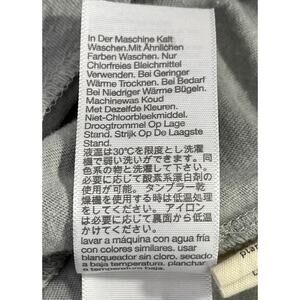 In Der Maschine Kalt
Waschen.Mit Ähnlichen
Farben Waschen. Nur
Chlorfreies Bleichmittel
Verwenden. Bei Geringer
Wärme Trocknen. Bei Bedarf
Bei Niedriger Wärme Bügeln.
Machinewas Koud
Met Dezelfde Kleuren.
Niet-Chloorbleekmiddel.
Droogtrommel Op Lage
Stand. Strijk Op De Laagste
Stand.
液温は30℃を限度とし洗濯
機で弱い洗いができます。同
色系の物と洗濯して下さい。
必要に応じて酸素系漂白剤の
使用が可能。タンブラー乾
燥機を使用する時は低温処理
をしてください。アイロン
は必要に応じて裏面から低温
かけてください。
lavar a máquina con agua fría
con colores similares. usar
blanqueador sin cloro. secado
a baja temperatura. planchar
a temperatura baja.